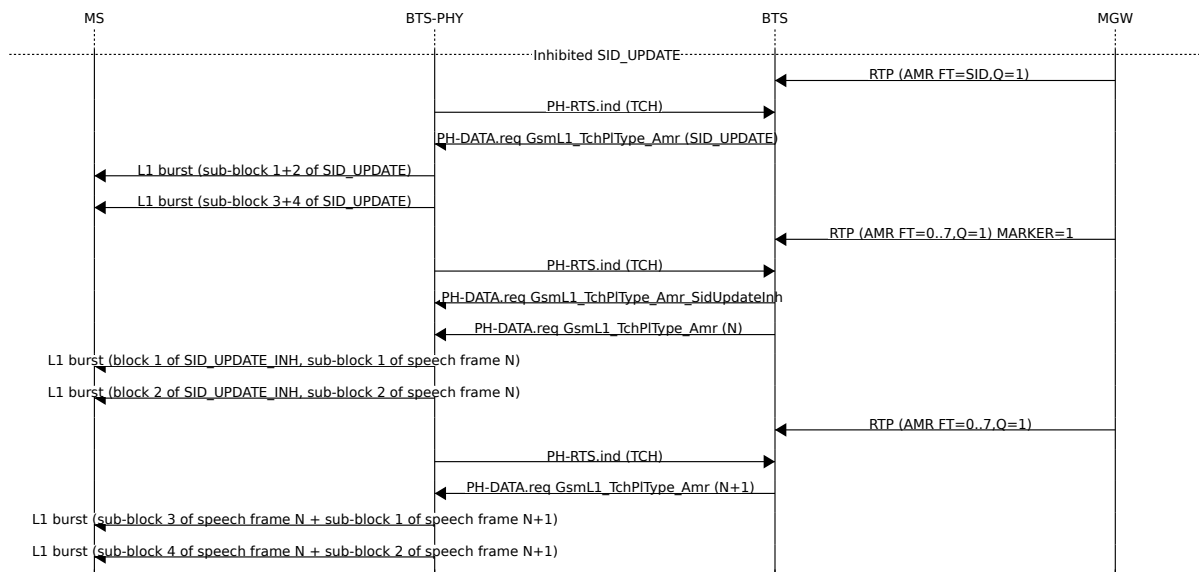 MS BTS-PHY BTS MGW
Inhibited SID_UPDATE
RTP (AMR FT=SID,Q=1)
PH-RTS.ind (TCH)
PH-DATA.req GsmL1_TchPlType_Amr (SID_UPDATE)
L1 burst (sub-block 1+2 of SID_UPDATE)
L1 burst (sub-block 3+4 of SID_UPDATE)
RTP (AMR FT=0..7,Q=1) MARKER=1
PH-RTS.ind (TCH)
PH-DATA.req GsmL1_TchPlType_Amr_SidUpdateInh
PH-DATA.req GsmL1_TchPlType_Amr (N)
L1 burst (block 1 of SID_UPDATE_INH, sub-block 1 of speech frame N)
L1 burst (block 2 of SID_UPDATE_INH, sub-block 2 of speech frame N)
RTP (AMR FT=0..7,Q=1)
PH-RTS.ind (TCH)
PH-DATA.req GsmL1_TchPlType_Amr (N+1)
L1 burst (sub-block 3 of speech frame N + sub-block 1 of speech frame N+1)
L1 burst (sub-block 4 of speech frame N + sub-block 2 of speech frame N+1)